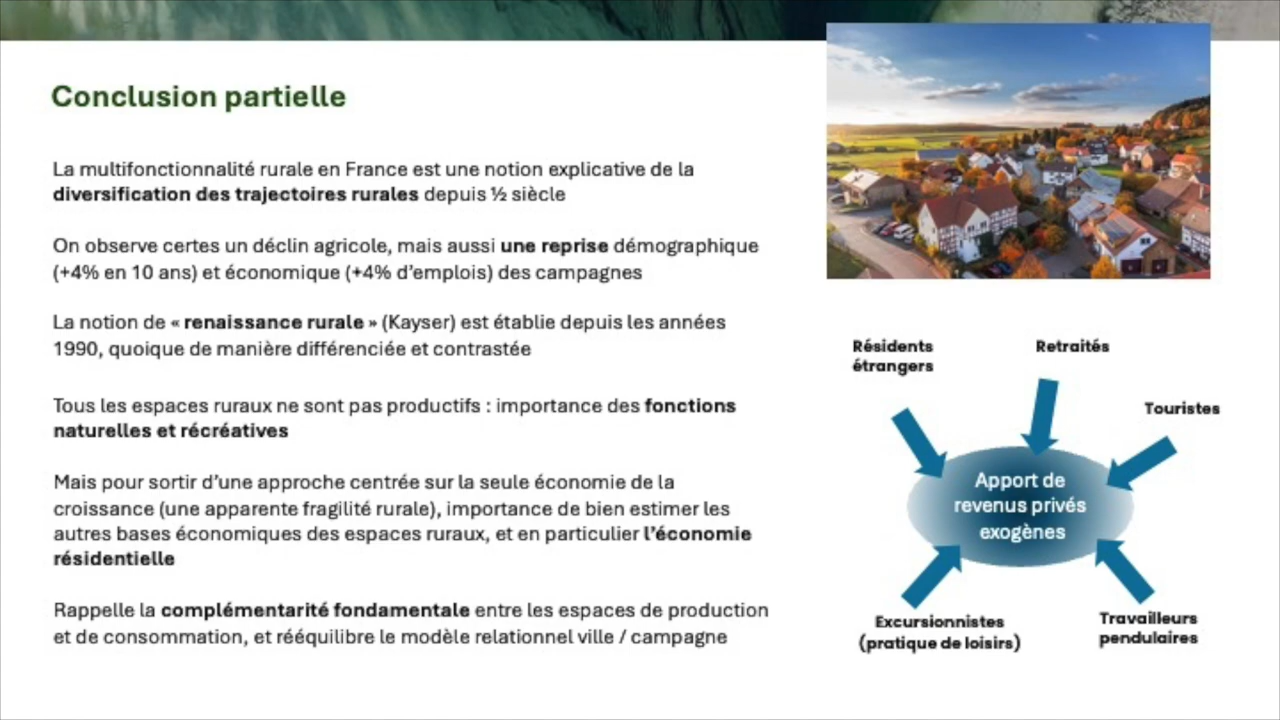 Conclusion partielle
La multifonctionnalité rurale en France est une notion explicative de la
diversification des trajectoires rurales depuis ½ siècle
On observe certes un déclin agricole, mais aussi une reprise démographique
(+4% en 10 ans) et économique (+4% d'emplois) des campagnes
La notion de « renaissance rurale » (Kayser) est établie depuis les années
1990, quoique de manière différenciée et contrastée
Tous les espaces ruraux ne sont pas productifs : importance des fonctions
naturelles et récréatives
Mais pour sortir d'une approche centrée sur la seule économie de la
croissance (une apparente fragilité rurale), importance de bien estimer les
autres bases économiques des espaces ruraux, et en particulier l'économie
résidentielle
Rappelle la complémentarité fondamentale entre les espaces de production
et de consommation, et rééquilibre le modèle relationnel ville / campagne
Résidents
étrangers
Retraités
Touristes
Apport de
revenus privés
exogènes
Excursionnistes
(pratique de loisirs)
Travailleurs
pendulaires